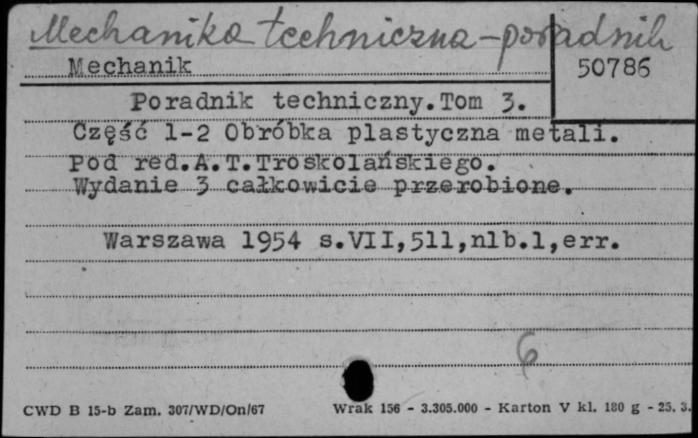 Mechanika techniczna - poradnik
Mechanik
50786
Poradnik techniczny.Tom 3.
Część 1-2 Obróbka plastyczna metali.
Pod red.A.T.Troskolańskiego.
Wydanie 3 całkowicie przerobione.
Warszawa 1954 s.VII,511,nlb.1,err.
6
CWD B 15-b Zam. 307/WD/On/67
Wrak 156 - 3.305.000 - Karton V kl. 180 g - 25. 3.